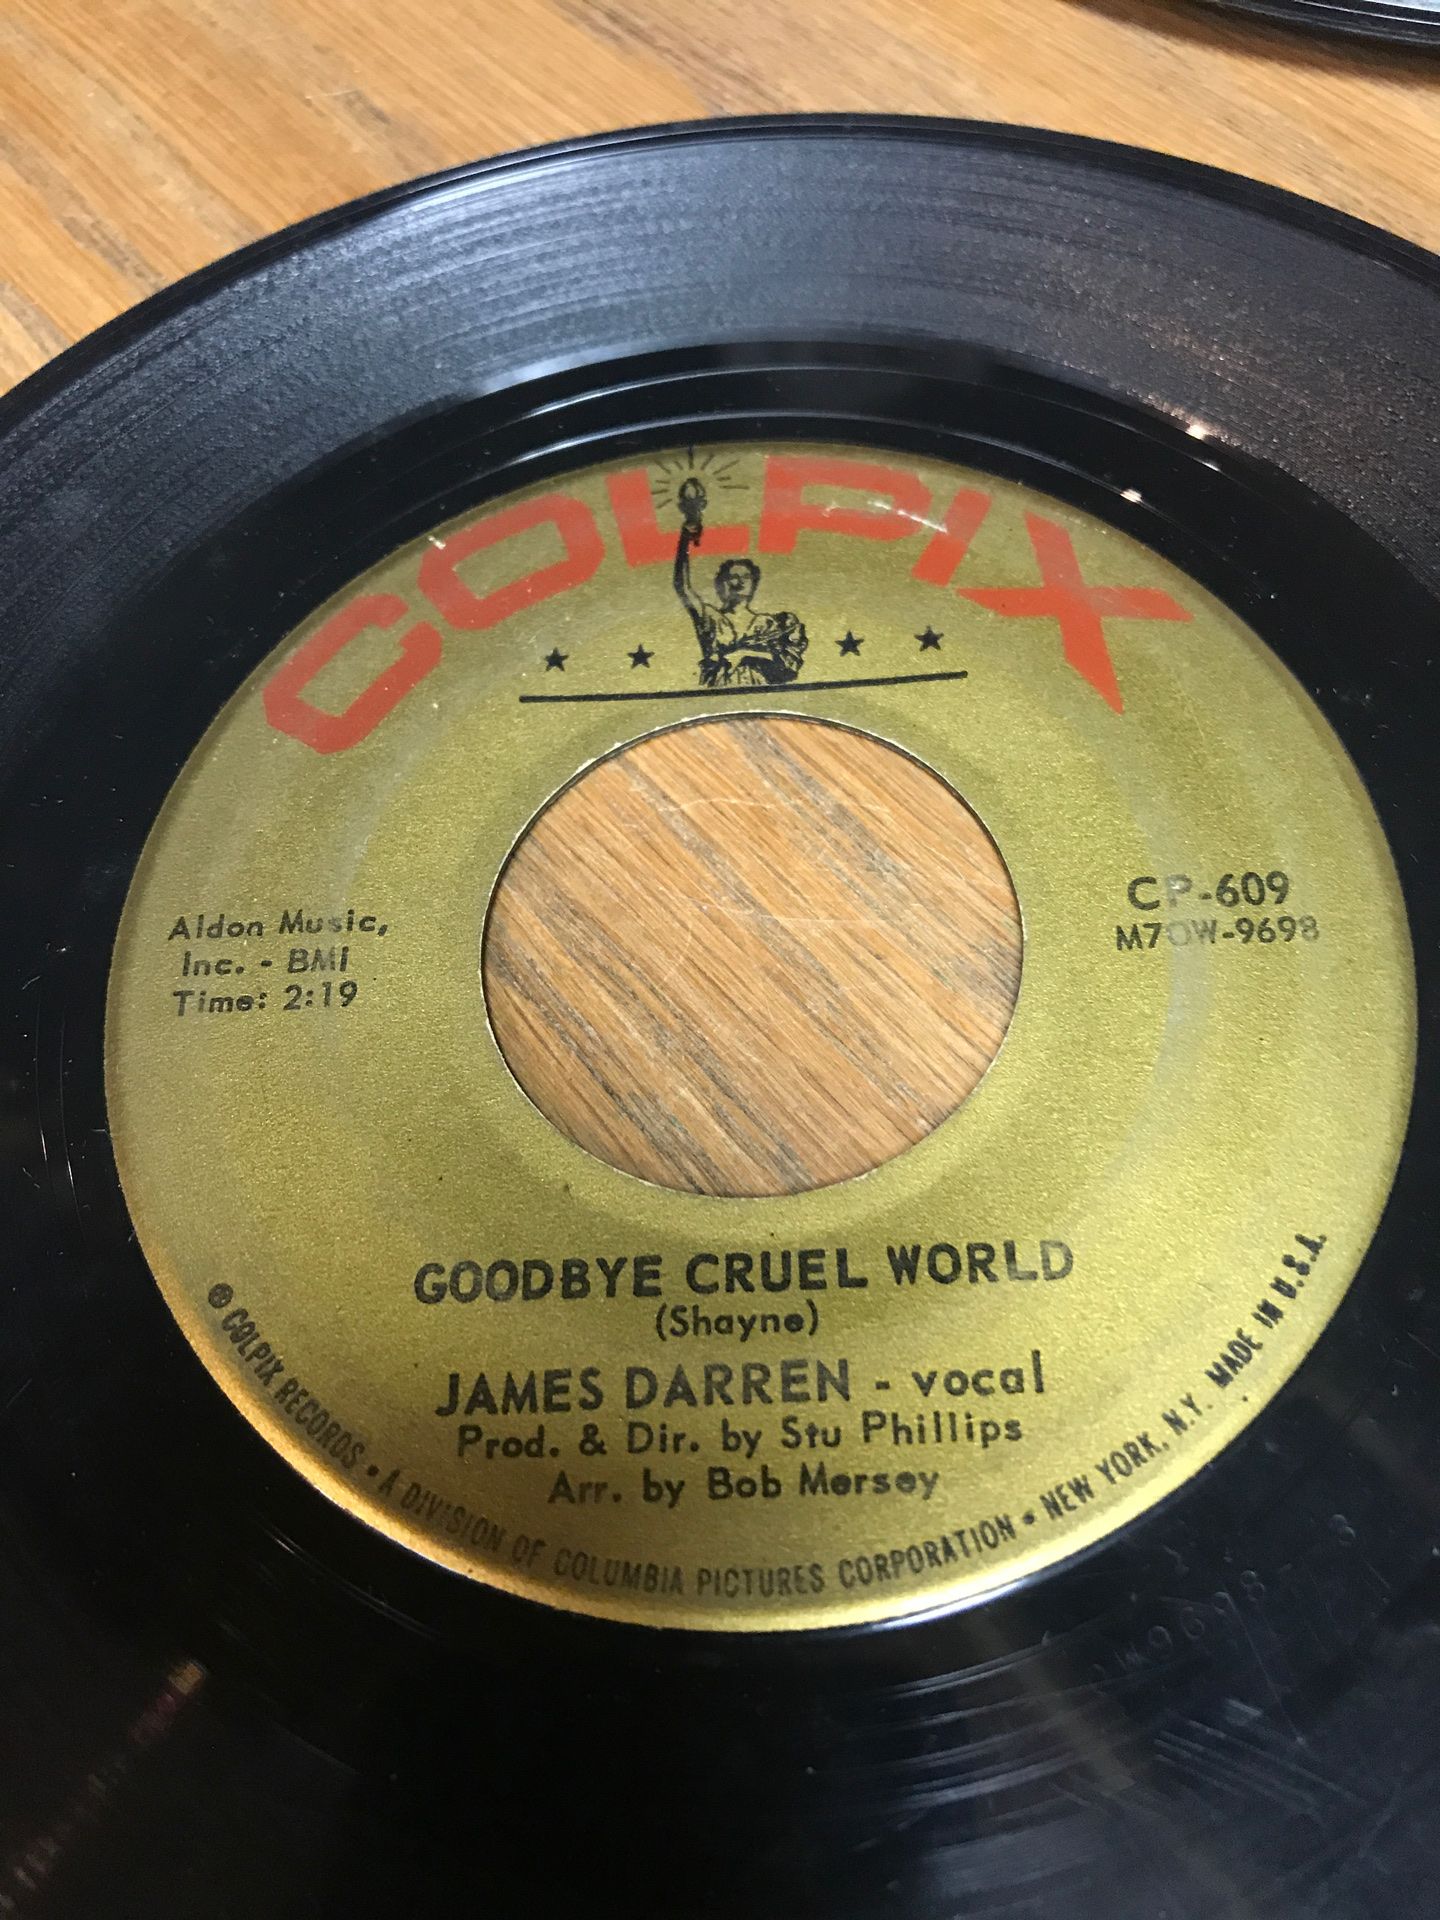 COLPIX
Aldon Music,
Inc. - BMI
Time: 2:19
CP-609
M7OW-9698
GOODBYE CRUEL WORLD
(Shayne)
JAMES DARREN - vocal
Prod. & Dir. by Stu Phillips
Arr. by Bob Mersey
℗ COLPIX RECORDS • A DIVISION OF COLUMBIA PICTURES CORPORATION • NEW YORK, N.Y. MADE IN U.S.A.